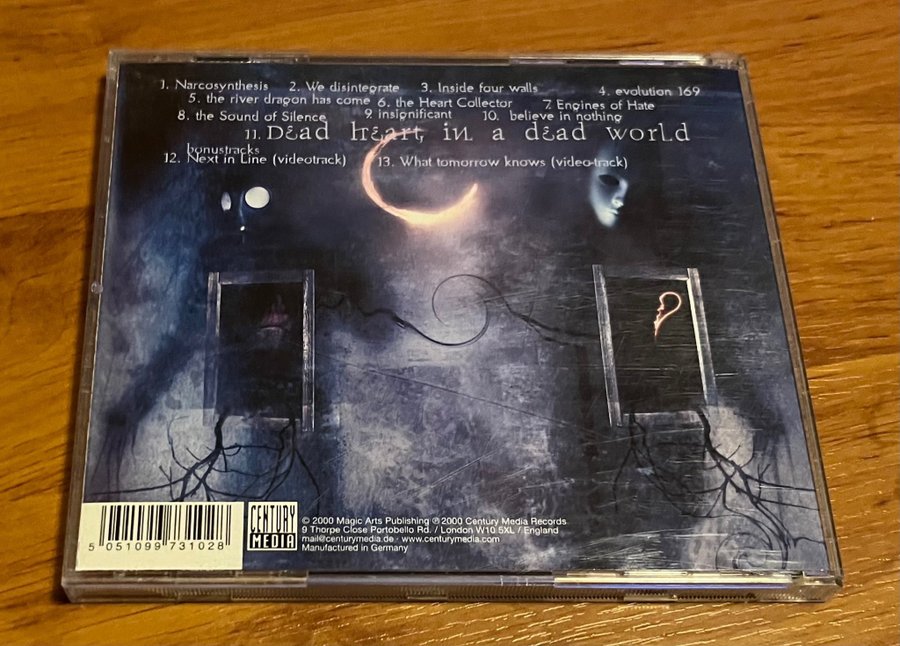 1. Narcosynthesis 2. We disintegrate 3. Inside four walls 4. evolution 169
5. the river dragon has come 6. the Heart Collector 7. Engines of Hate
8. the Sound of Silence 9. insignificant 10. believe in nothing
11. Dead heart in a dead world
bonustracks
12. Next in Line (videotrack) 13. What tomorrow knows (video-track)
5 051099 731028
CENTURY
MEDIA
© 2000 Magic Arts Publishing ℗ 2000 Century Media Records
9 Thorpe Close Portobello Rd. / London W10 5XL / England
mail@centurymedia.de · www.centurymedia.com
Manufactured in Germany